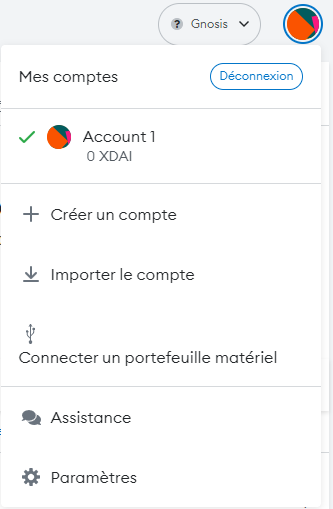 Gnosis
Mes comptes
Déconnexion
Account 1
0 XDAI
Créer un compte
Importer le compte
Connecter un portefeuille matériel
Assistance
Paramètres